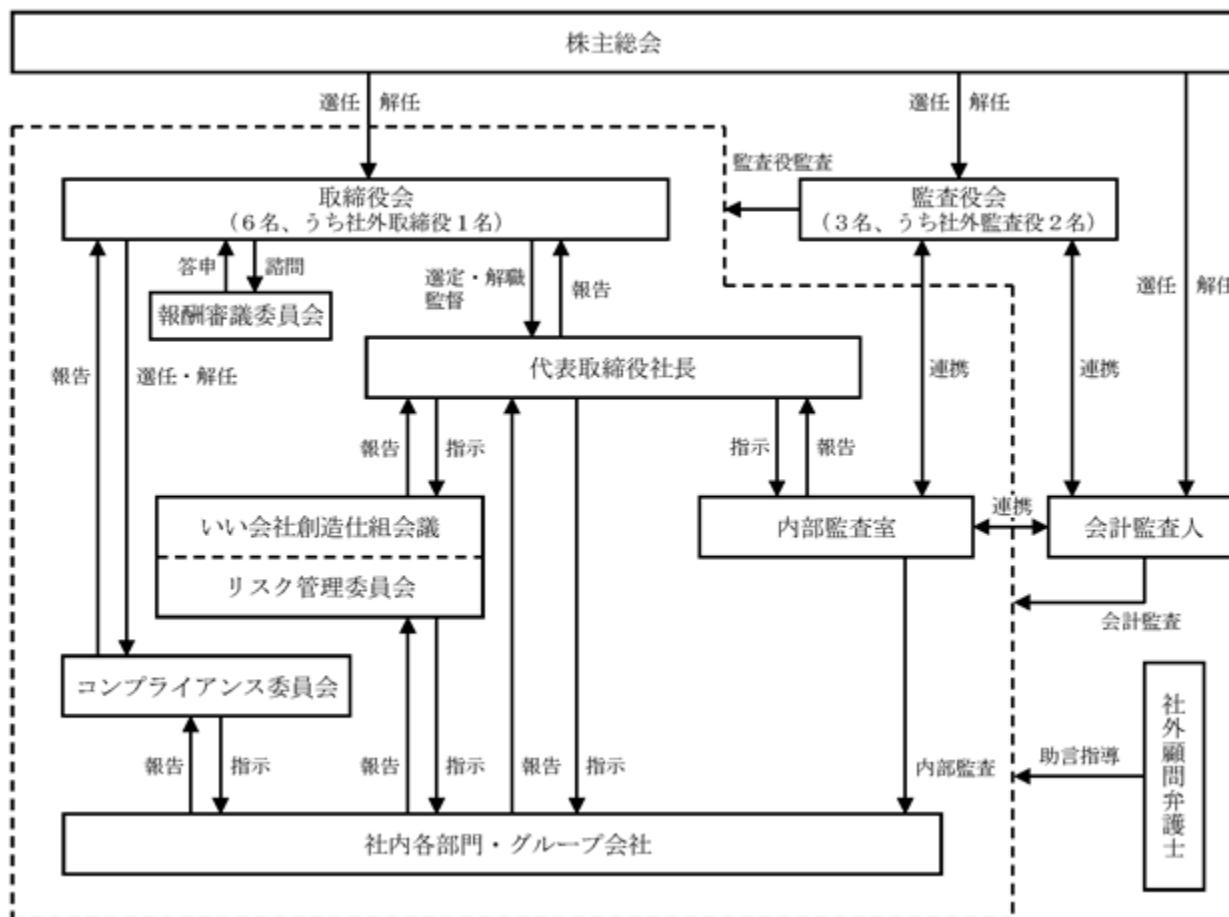 株主総会
選任 解任
選任 解任
監査役監査
取締役会
(6名、うち社外取締役1名)
監査役会
(3名、うち社外監査役2名)
答申 諮問
選定・解職
監督
報告
選任 解任
報酬審議委員会
代表取締役社長
報告
選任・解任
連携
連携
報告 指示
指示 報告
いい会社創造仕組会議
リスク管理委員会
内部監査室
連携
会計監査人
会計監査
コンプライアンス委員会
社外顧問弁護士
報告 指示
報告 指示
報告 指示
内部監査
助言指導
社内各部門・グループ会社